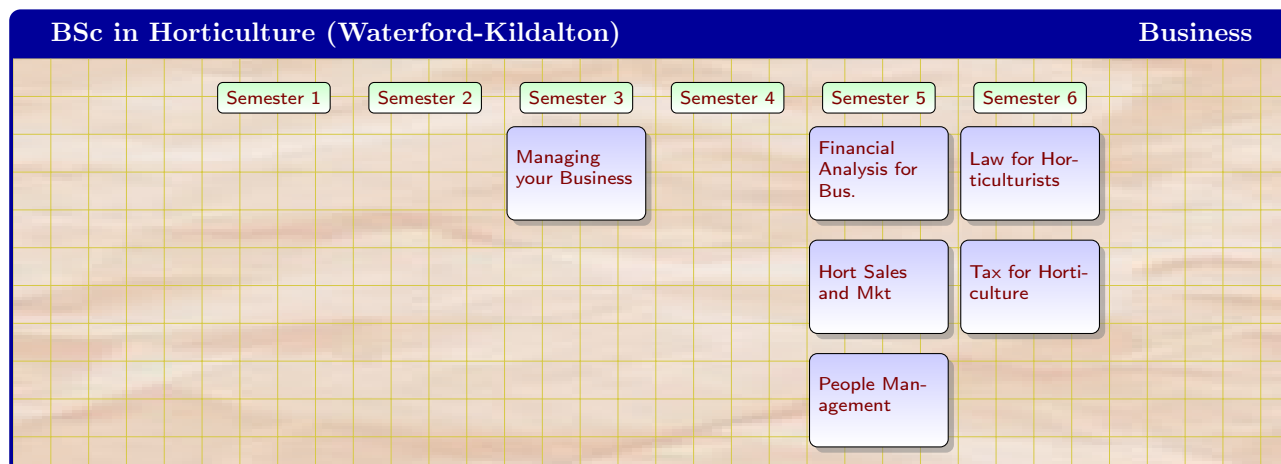 BSc in Horticulture (Waterford-Kildalton)
Business
Semester 1
Semester 2
Semester 3
Semester 4
Semester 5
Semester 6
Managing
your Business
Financial
Analysis for
Bus.
Law for Hor-
ticulturists
Hort Sales
and Mkt
Tax for Horti-
culture
People Man-
agement